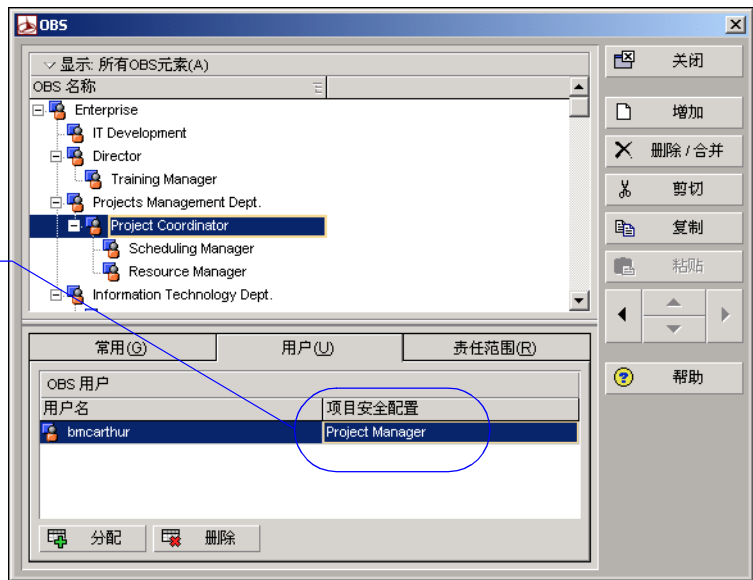 OBS
显示: 所有OBS元素(A)
OBS 名称
Enterprise
IT Development
Director
Training Manager
Projects Management Dept.
Project Coordinator
Scheduling Manager
Resource Manager
Information Technology Dept.
常用(G)
用户(U)
责任范围(R)
OBS 用户
用户名
项目安全配置
bmcarthur
Project Manager
分配
删除
关闭
增加
删除 / 合并
剪切
复制
粘贴
帮助